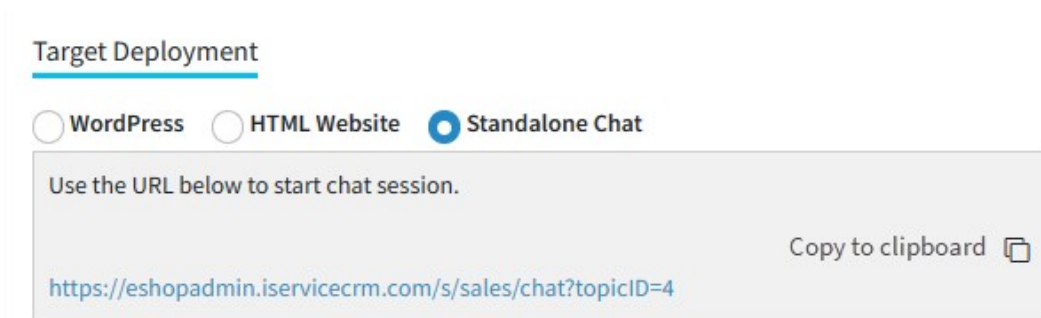 Target Deployment
WordPress HTML Website Standalone Chat
Use the URL below to start chat session.
Copy to clipboard
https://eshopadmin.iservicecrm.com/s/sales/chat?topicID=4